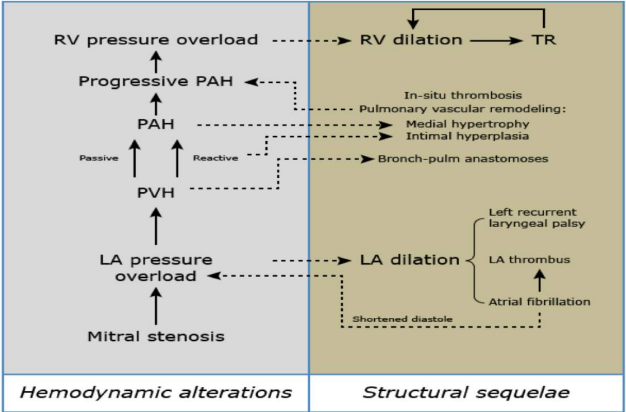 RV pressure overload
RV dilation
TR
Progressive PAH
In-situ thrombosis
Pulmonary vascular remodeling:
PAH
Medial hypertrophy
Intimal hyperplasia
Passive
Reactive
Bronch-pulm anastomoses
PVH
Left recurrent
laryngeal palsy
LA pressure
overload
LA dilation
LA thrombus
Atrial fibrillation
Shortened diastole
Mitral stenosis
Hemodynamic alterations
Structural sequelae